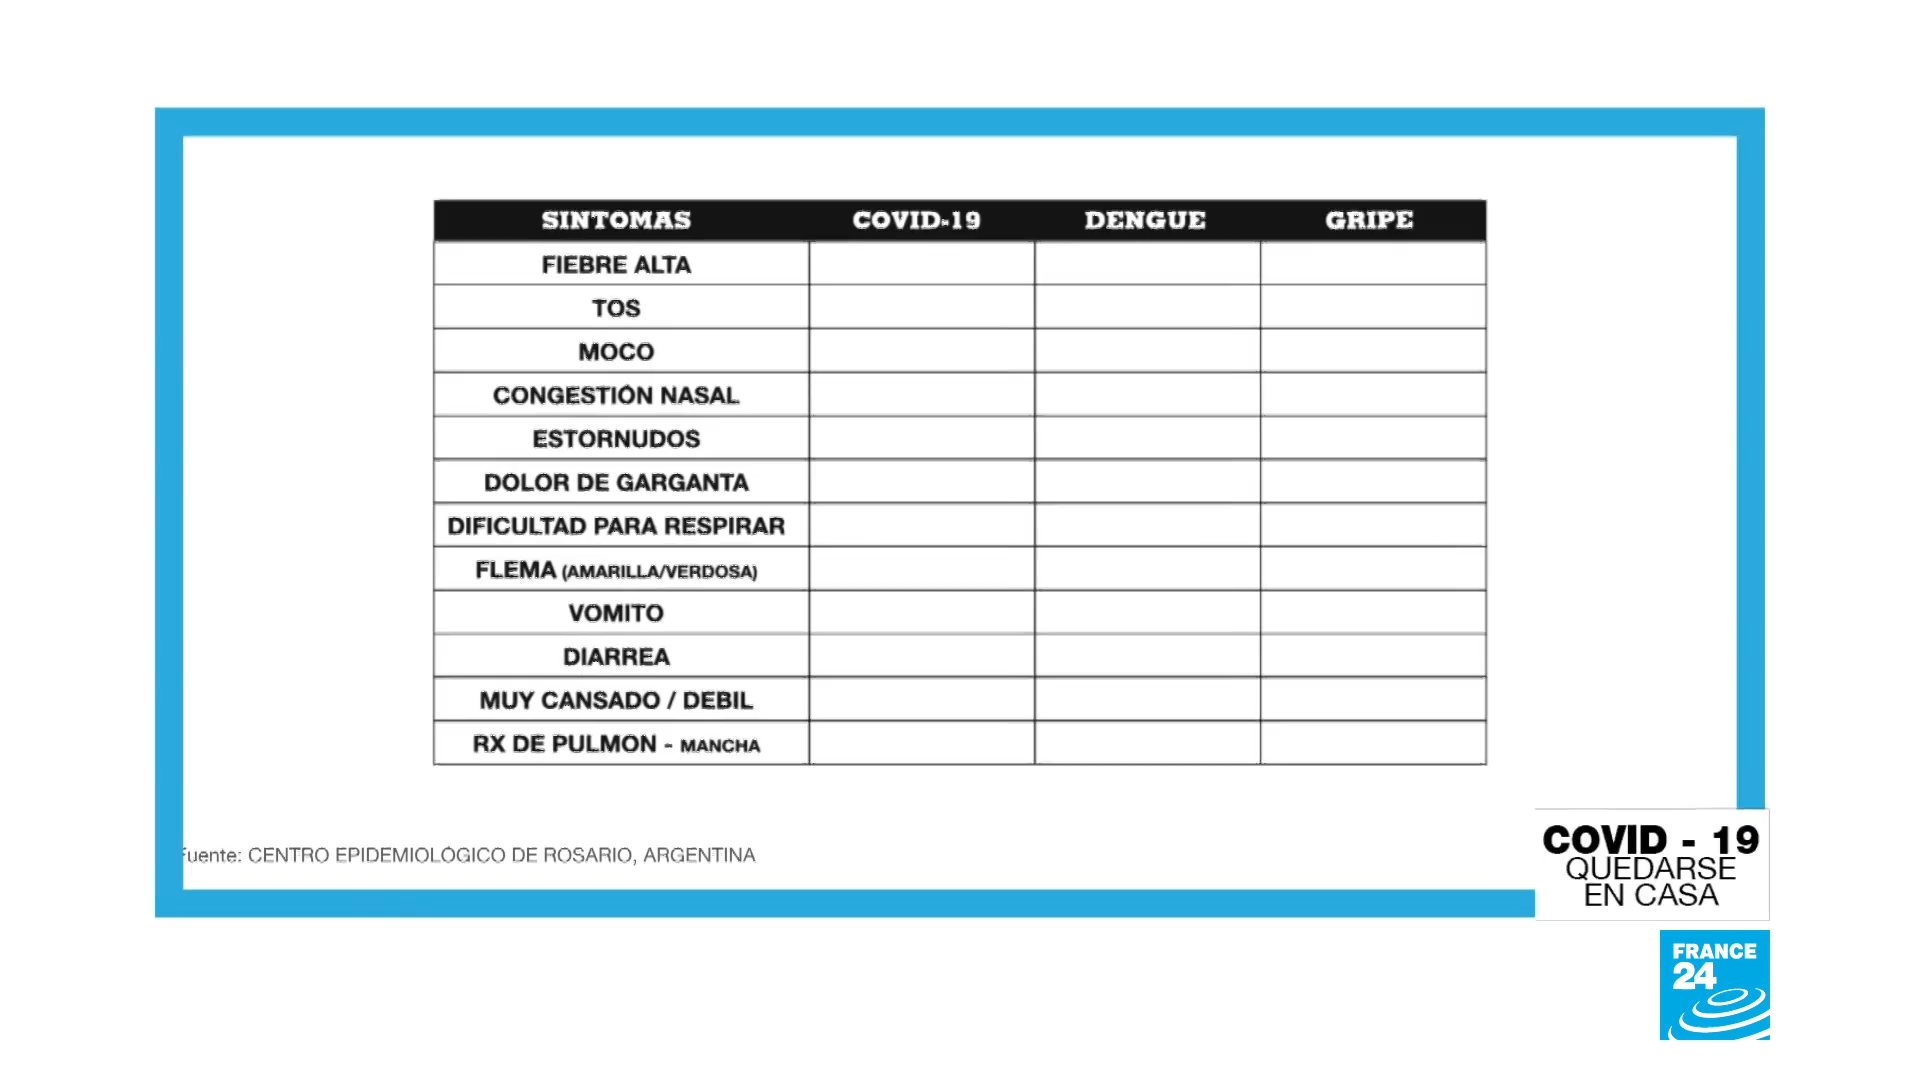 SINTOMAS COVID-19 DENGUE GRIPE
FIEBRE ALTA
TOS
MOCO
CONGESTIÓN NASAL
ESTORNUDOS
DOLOR DE GARGANTA
DIFICULTAD PARA RESPIRAR
FLEMA (AMARILLA/VERDOSA)
VOMITO
DIARREA
MUY CANSADO / DEBIL
RX DE PULMON - MANCHA
Fuente: CENTRO EPIDEMIOLÓGICO DE ROSARIO, ARGENTINA
COVID - 19
QUEDARSE
EN CASA
FRANCE
24